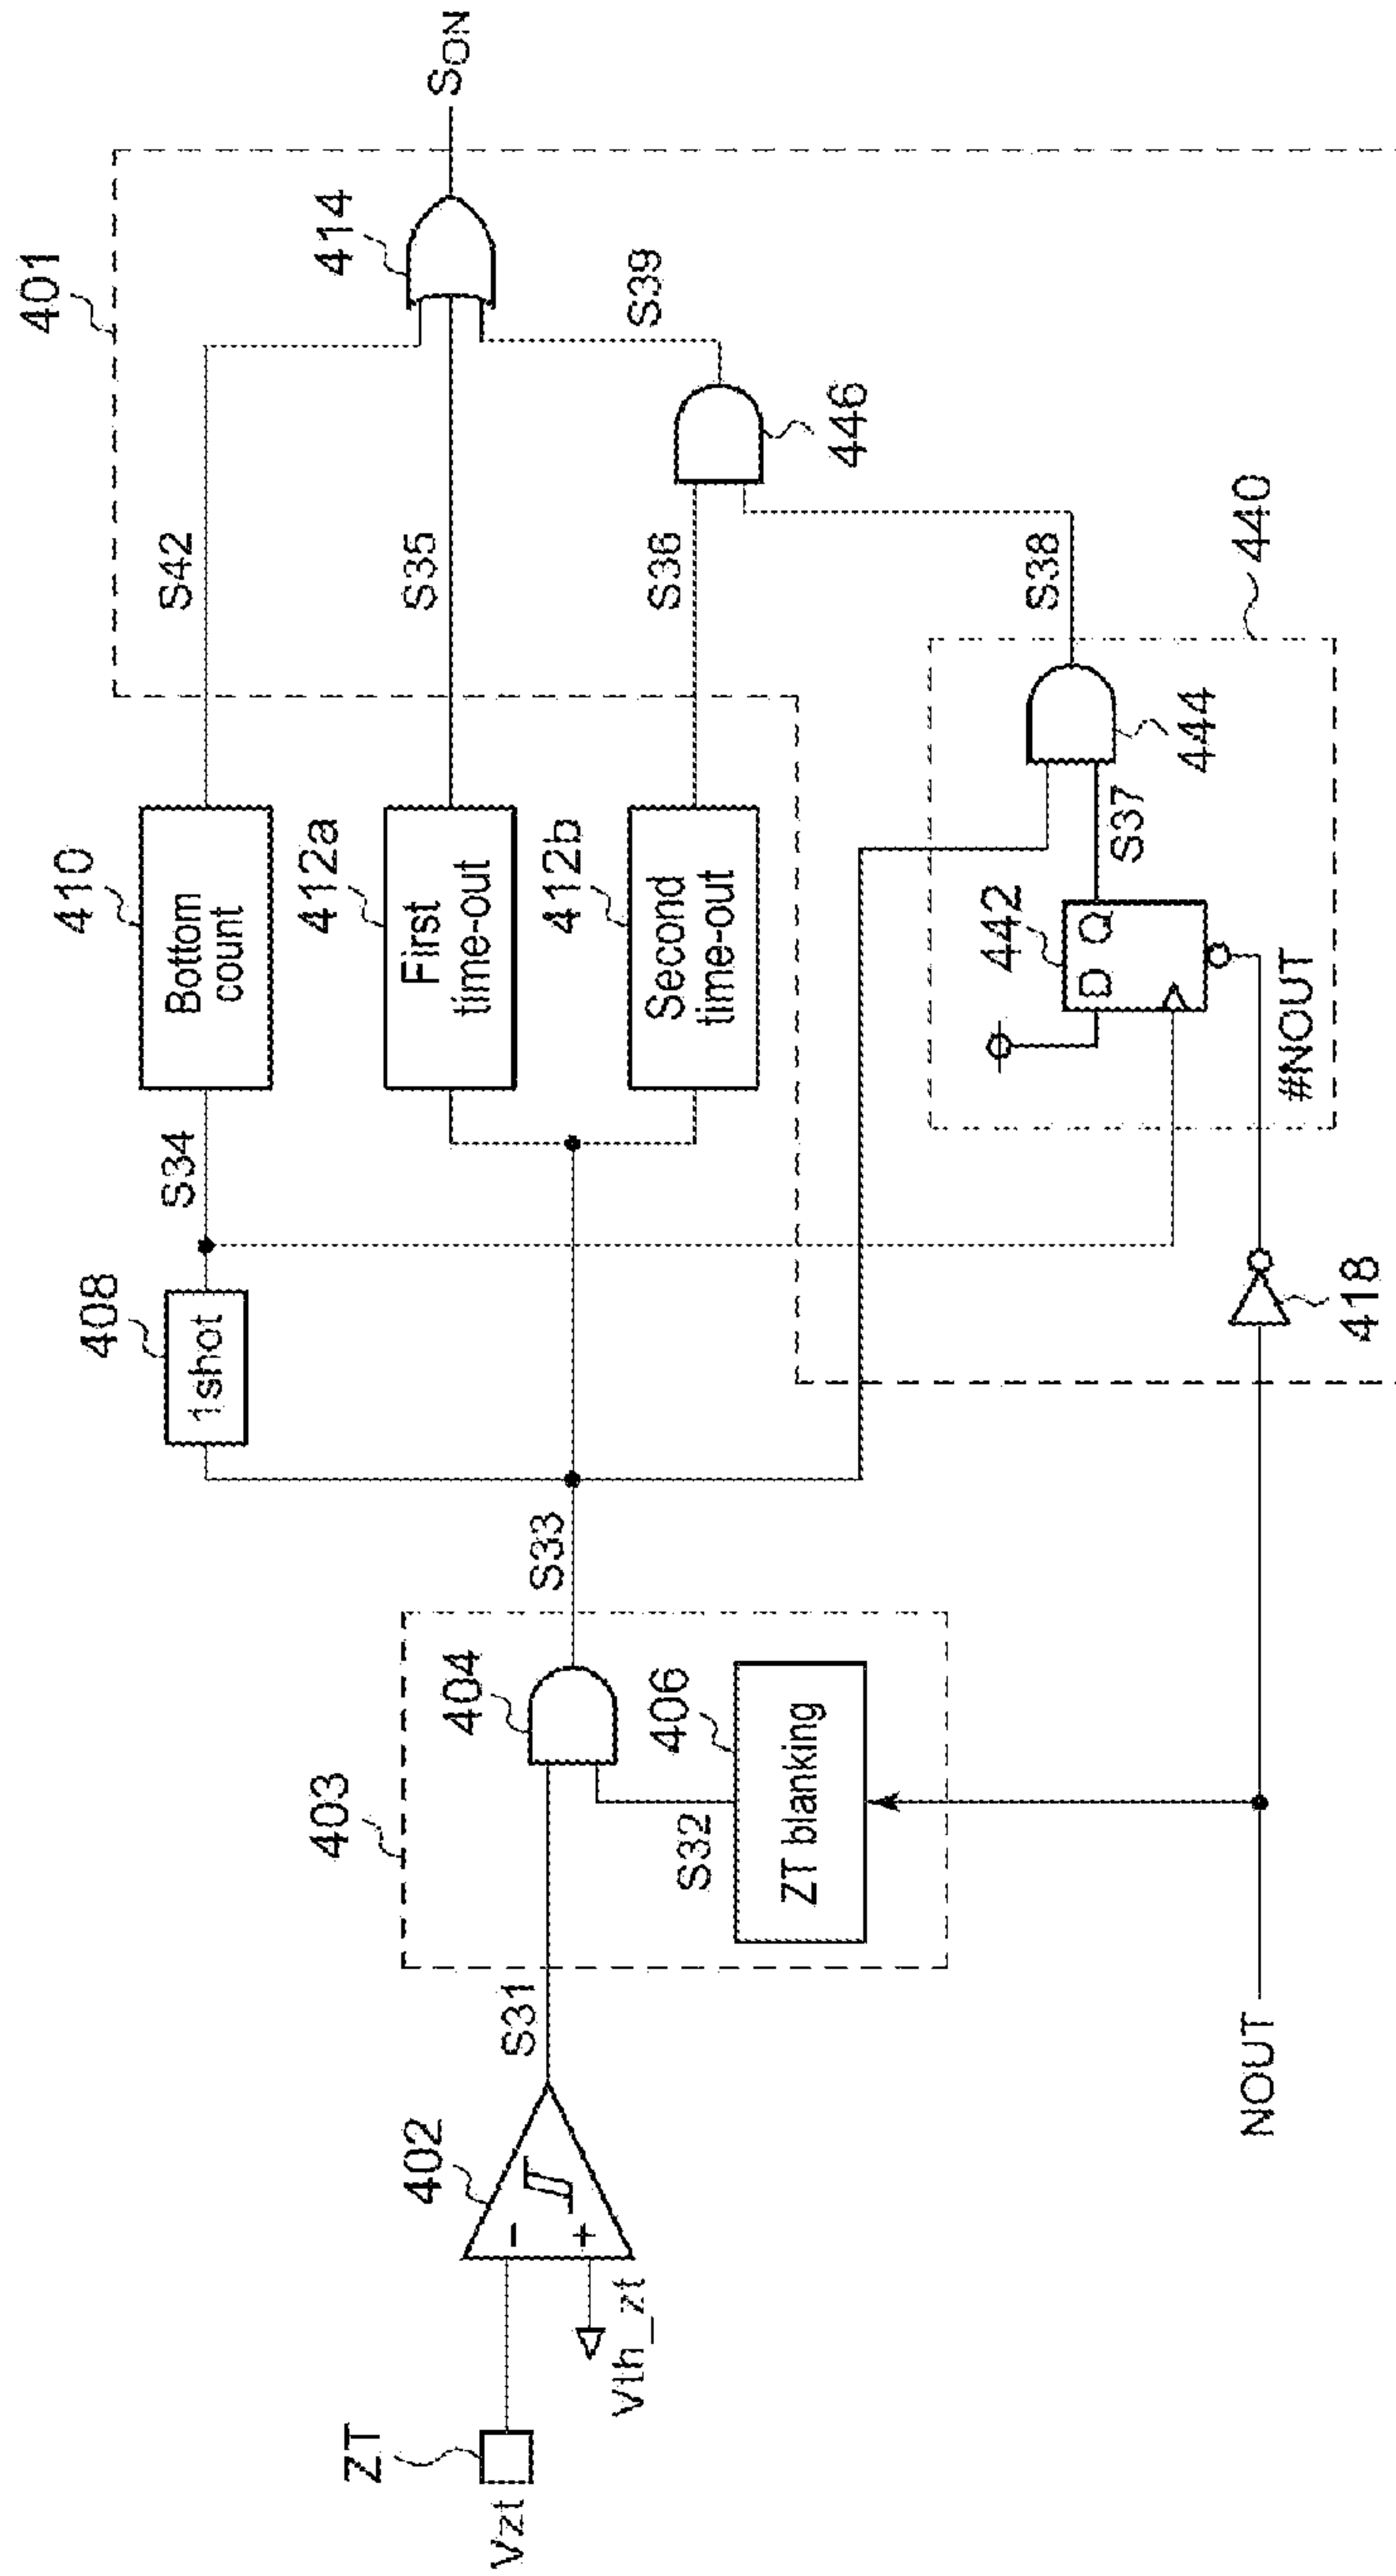 401
414
SON
S42
S35
S36
S39
446
410
Bottom
count
412a
First
time-out
412b
Second
time-out
S34
408
1shot
S33
440
S38
444
S37
442
D Q
#NOUT
418
403
404
406
ZT blanking
S32
S31
402
−
+
ZT
Vzt
Vth_zt
NOUT